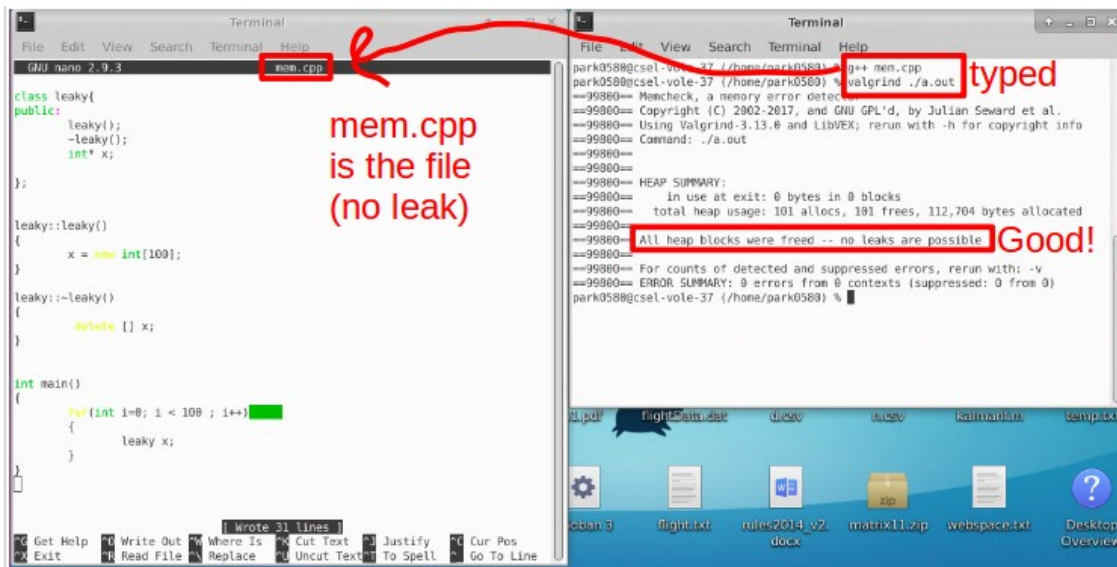 Terminal
File Edit View Search Terminal Help
GNU nano 2.9.3 mem.cpp
class leaky{
public:
leaky();
~leaky();
int* x;
};
leaky::leaky()
{
x = new int[100];
}
leaky::~leaky()
{
delete [] x;
}
int main()
{
for(int i=0; i < 100 ; i++)
{
leaky x;
}
}
[ Wrote 31 lines ]
^G Get Help ^O Write Out ^W Where Is ^K Cut Text ^J Justify ^C Cur Pos
^X Exit ^R Read File ^\ Replace ^U Uncut Text ^T To Spell ^_ Go To Line
mem.cpp
is the file
(no leak)
Terminal
File Edit View Search Terminal Help
park0580@csel-vole-37 (/home/park0580) % g++ mem.cpp
park0580@csel-vole-37 (/home/park0580) % valgrind ./a.out
typed
==99800== Memcheck, a memory error detector
==99800== Copyright (C) 2002-2017, and GNU GPL'd, by Julian Seward et al.
==99800== Using Valgrind-3.13.0 and LibVEX; rerun with -h for copyright info
==99800== Command: ./a.out
==99800==
==99800==
==99800== HEAP SUMMARY:
==99800== in use at exit: 0 bytes in 0 blocks
==99800== total heap usage: 101 allocs, 101 frees, 112,704 bytes allocated
==99800==
==99800== All heap blocks were freed -- no leaks are possible
Good!
==99800==
==99800== For counts of detected and suppressed errors, rerun with: -v
==99800== ERROR SUMMARY: 0 errors from 0 contexts (suppressed: 0 from 0)
park0580@csel-vole-37 (/home/park0580) %
1.pdf flightData.dat d.csv n.csv kalman.m temp.txt
zip
oban 3 flight.txt rules2014_v2. matrix11.zip webspace.txt Desktop
docx Overview